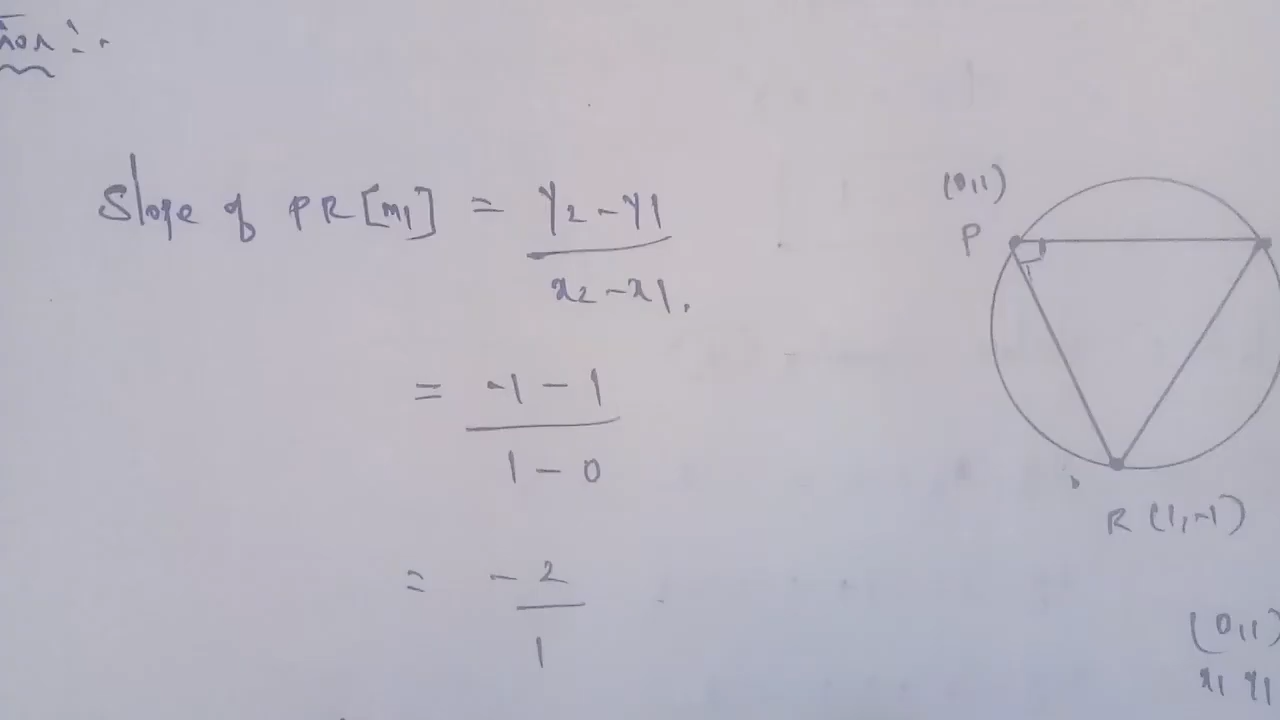 Slope of PR [m1] = y2 - y1
x2 - x1.
= -1 - 1
1 - 0
= - 2
1
(0,1)
P
R (1,-1)
(0,1)
x1 y1